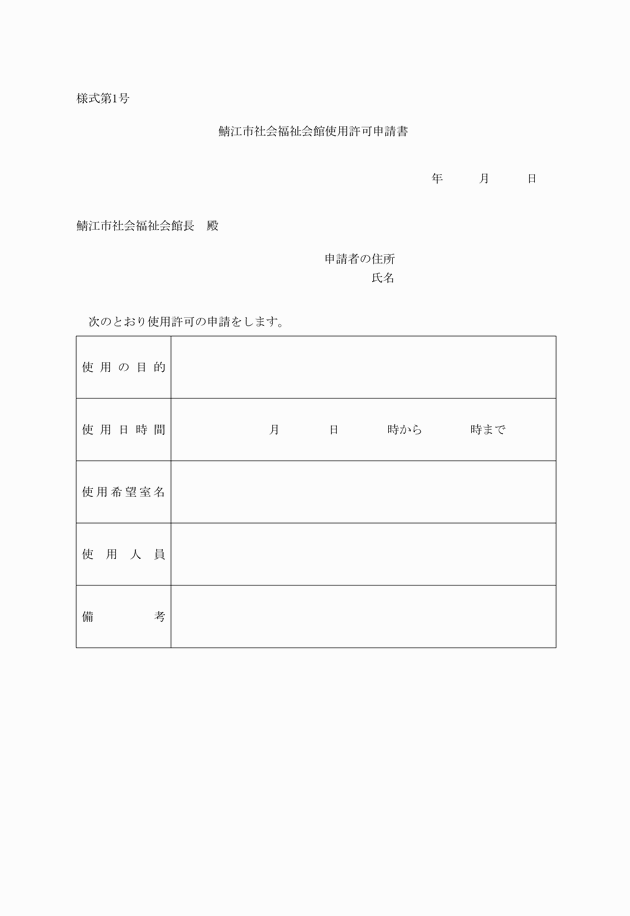 様式第1号
鯖江市社会福祉会館使用許可申請書
年　　　月　　　日
鯖江市社会福祉会館長　殿
申請者の住所
氏名
次のとおり使用許可の申請をします。
使用の目的
使用日時間　　　月　　　日　　　時から　　　時まで
使用希望室名
使用人員
備考